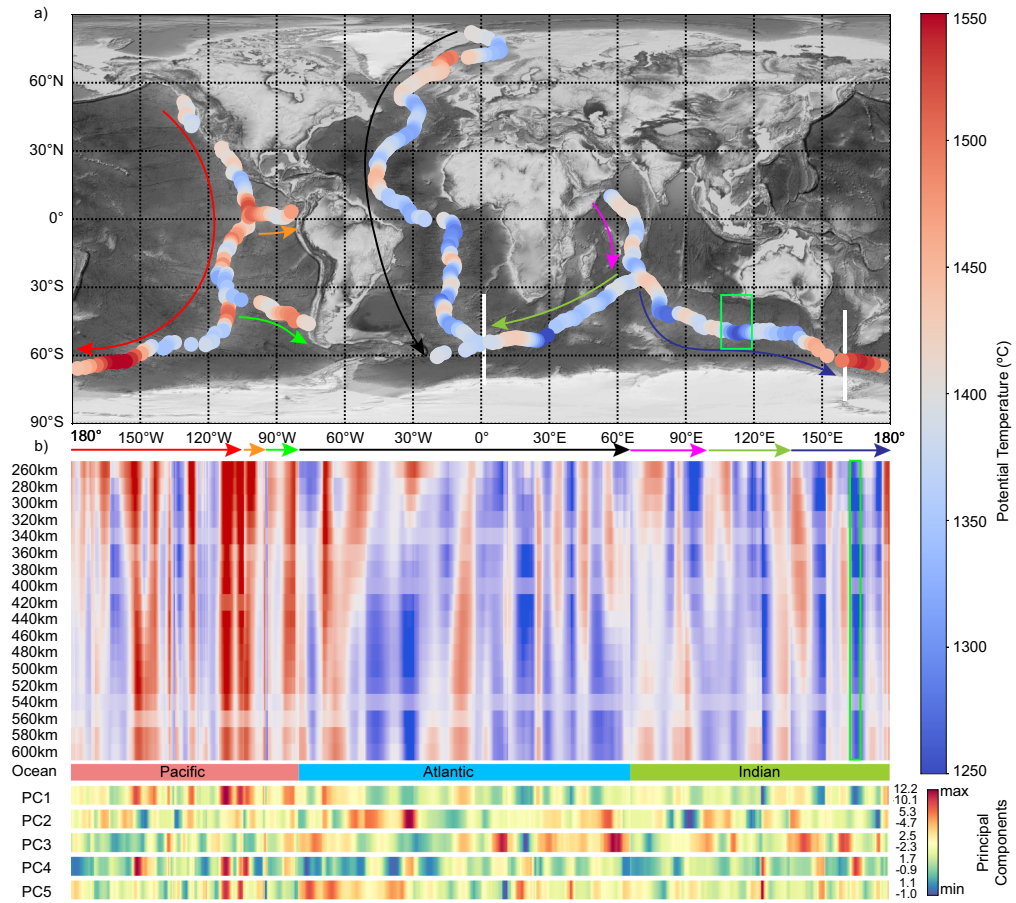 a)
60°N
30°N
0°
30°S
60°S
90°S
180° 150°W 120°W 90°W 60°W 30°W 0° 30°E 60°E 90°E 120°E 150°E 180°
1550
1500
1450
1400
1350
1300
1250
Potential Temperature (ºC)
b)
260km
280km
300km
320km
340km
360km
380km
400km
420km
440km
460km
480km
500km
520km
540km
560km
580km
600km
Ocean Pacific Atlantic Indian
PC1 12.2 -10.1
PC2 5.3 -4.7
PC3 2.5 -2.3
PC4 1.7 -0.9
PC5 1.1 -1.0
max
min
Principal
Components